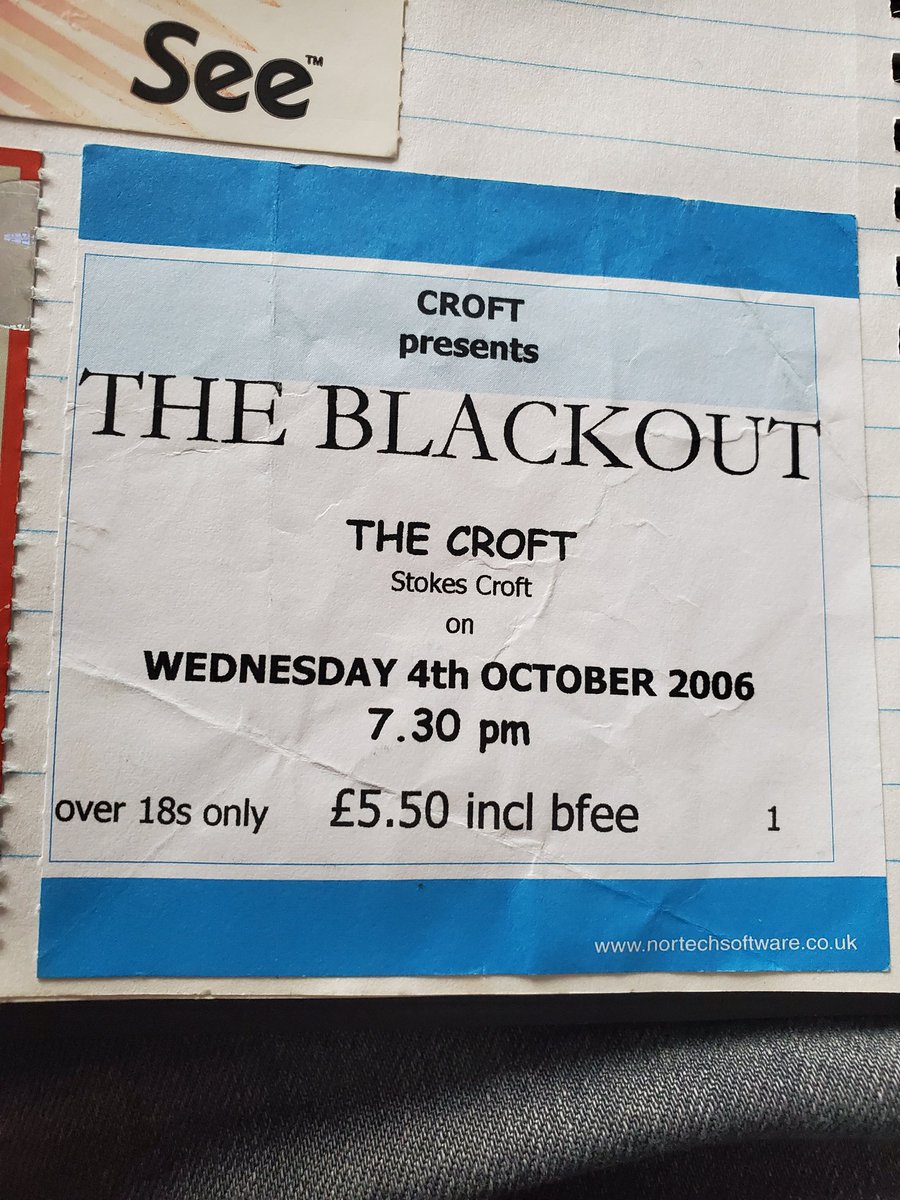 See™
CROFT
presents
THE BLACKOUT
THE CROFT
Stokes Croft
on
WEDNESDAY 4th OCTOBER 2006
7.30 pm
over 18s only £5.50 incl bfee 1
www.nortechsoftware.co.uk